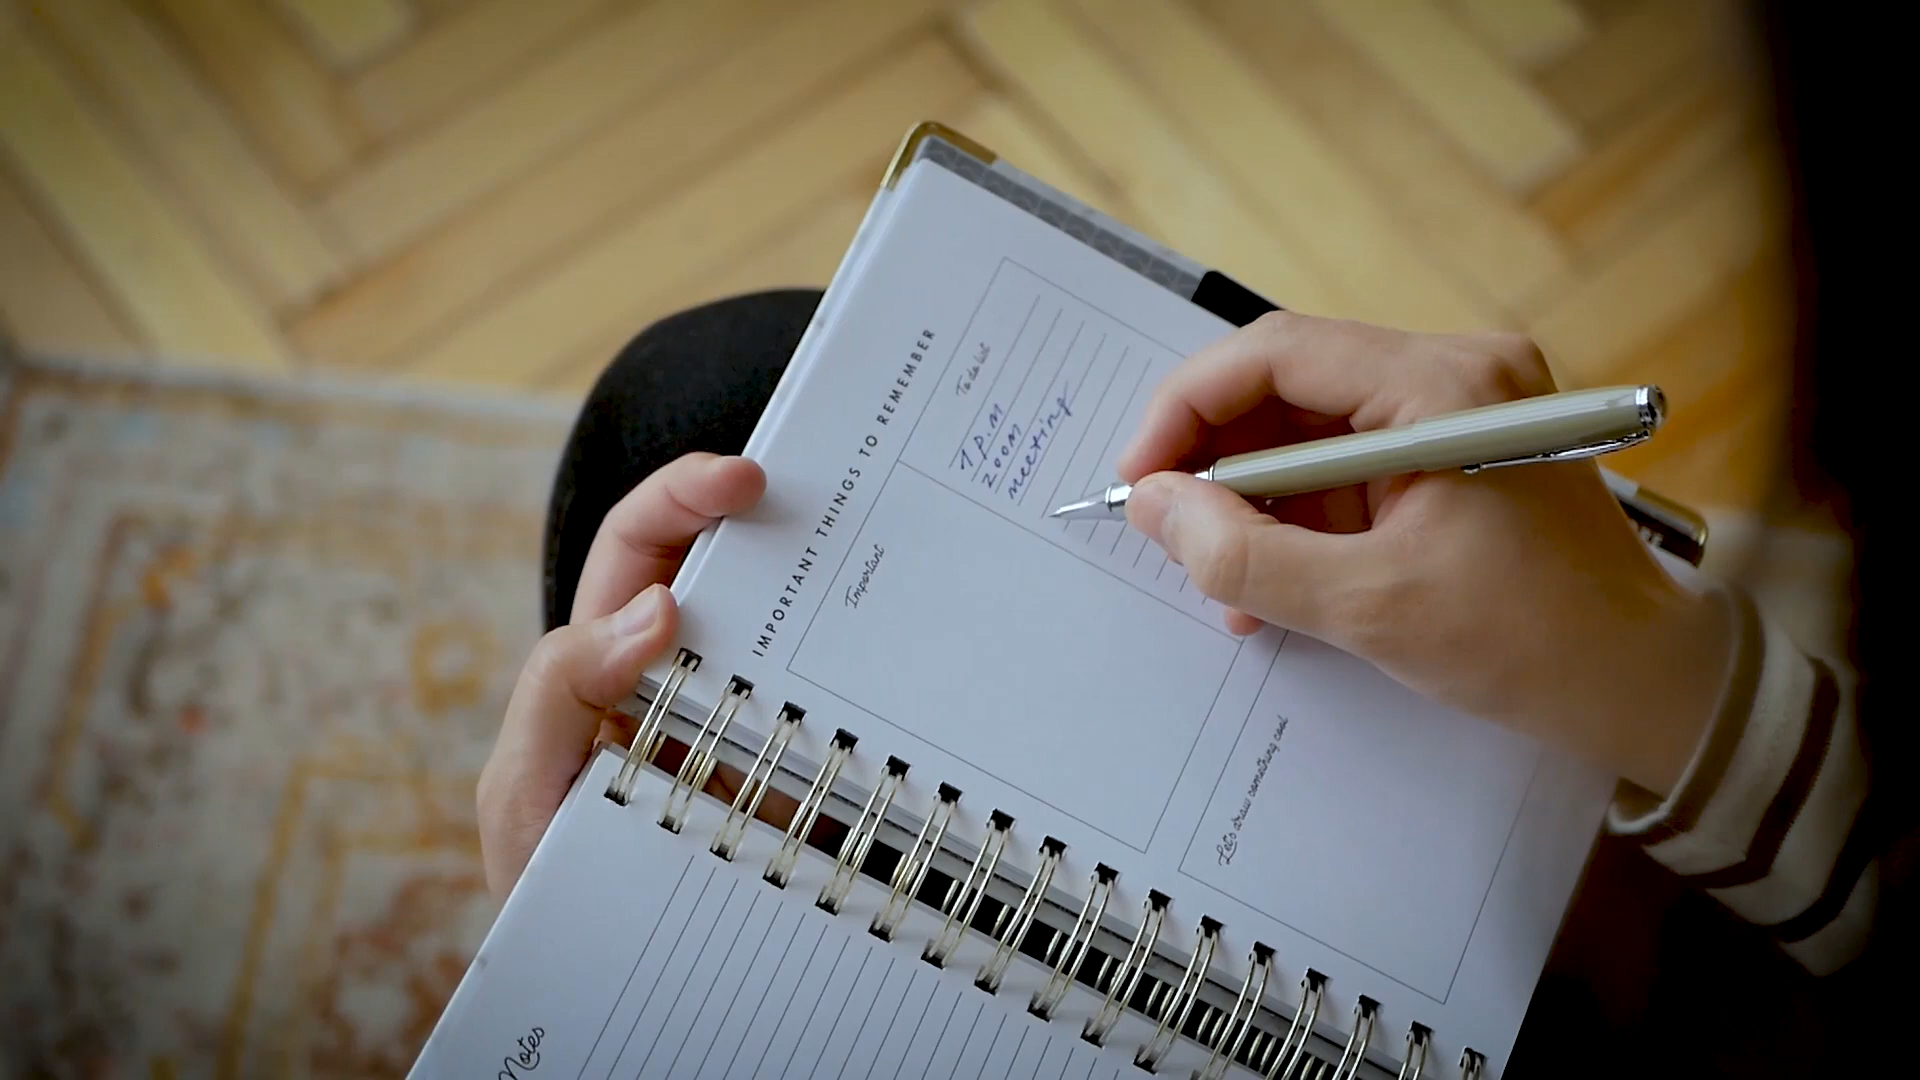 IMPORTANT THINGS TO REMEMBER
To do list
1 P.M
ZOOM
meeting
Important
Let's draw something cool
Notes